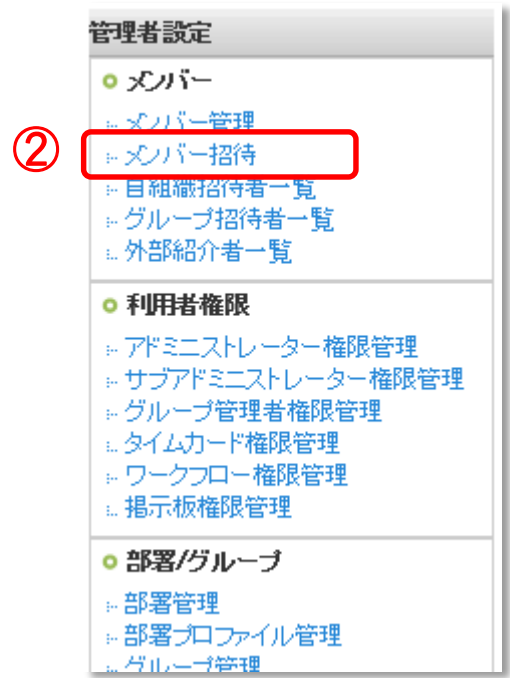 管理者設定
メンバー
メンバー管理
②
メンバー招待
自組織招待者一覧
グループ招待者一覧
外部紹介者一覧
利用者権限
アドミニストレーター権限管理
サブアドミニストレーター権限管理
グループ管理者権限管理
タイムカード権限管理
ワークフロー権限管理
掲示板権限管理
部署/グループ
部署管理
部署プロファイル管理
グループ管理